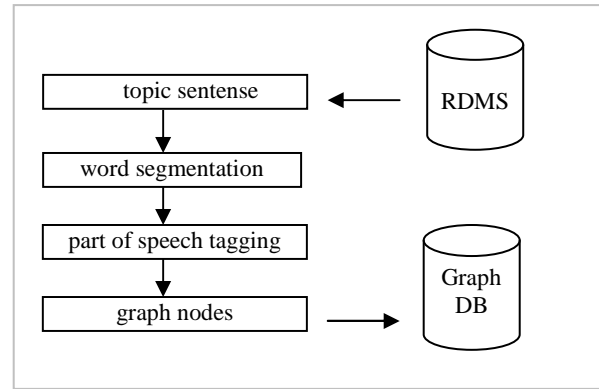 topic sentense
RDMS
word segmentation
part of speech tagging
graph nodes
Graph
DB